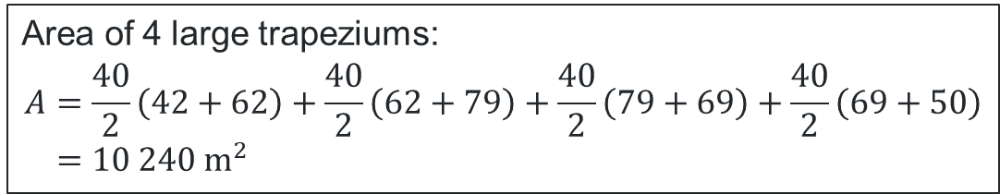 Area of 4 large trapeziums:
A = 40/2 (42 + 62) + 40/2 (62 + 79) + 40/2 (79 + 69) + 40/2 (69 + 50)
= 10 240 m²